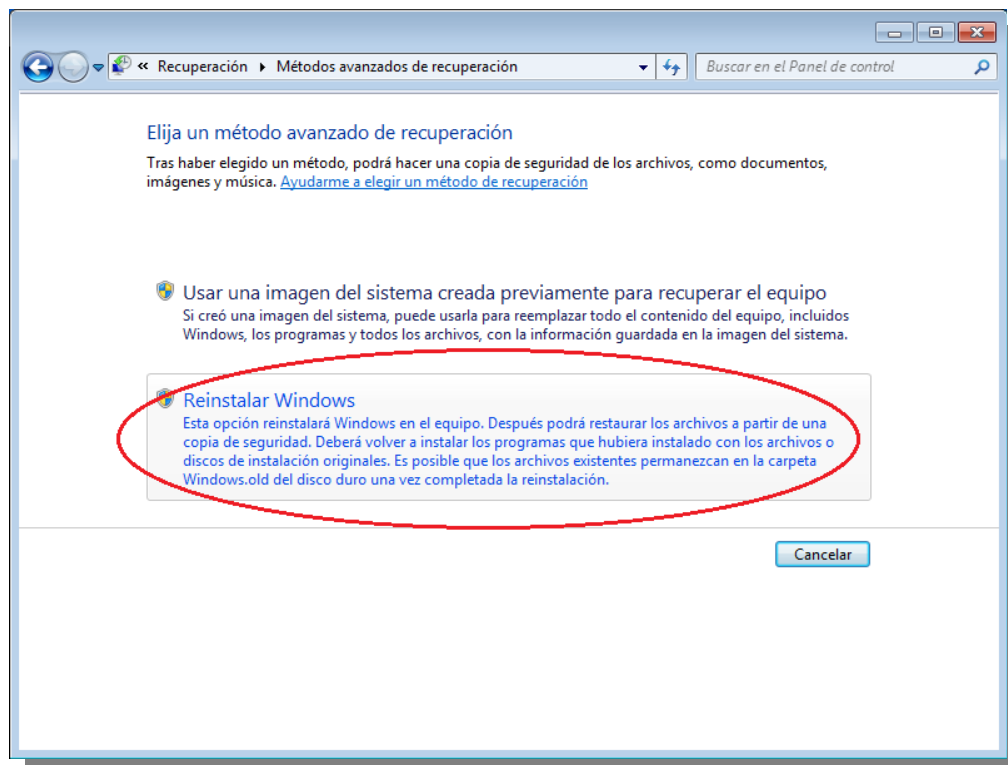 « Recuperación ▸ Métodos avanzados de recuperación
Buscar en el Panel de control
Elija un método avanzado de recuperación
Tras haber elegido un método, podrá hacer una copia de seguridad de los archivos, como documentos,
imágenes y música. Ayudarme a elegir un método de recuperación
Usar una imagen del sistema creada previamente para recuperar el equipo
Si creó una imagen del sistema, puede usarla para reemplazar todo el contenido del equipo, incluidos
Windows, los programas y todos los archivos, con la información guardada en la imagen del sistema.
Reinstalar Windows
Esta opción reinstalará Windows en el equipo. Después podrá restaurar los archivos a partir de una
copia de seguridad. Deberá volver a instalar los programas que hubiera instalado con los archivos o
discos de instalación originales. Es posible que los archivos existentes permanezcan en la carpeta
Windows.old del disco duro una vez completada la reinstalación.
Cancelar